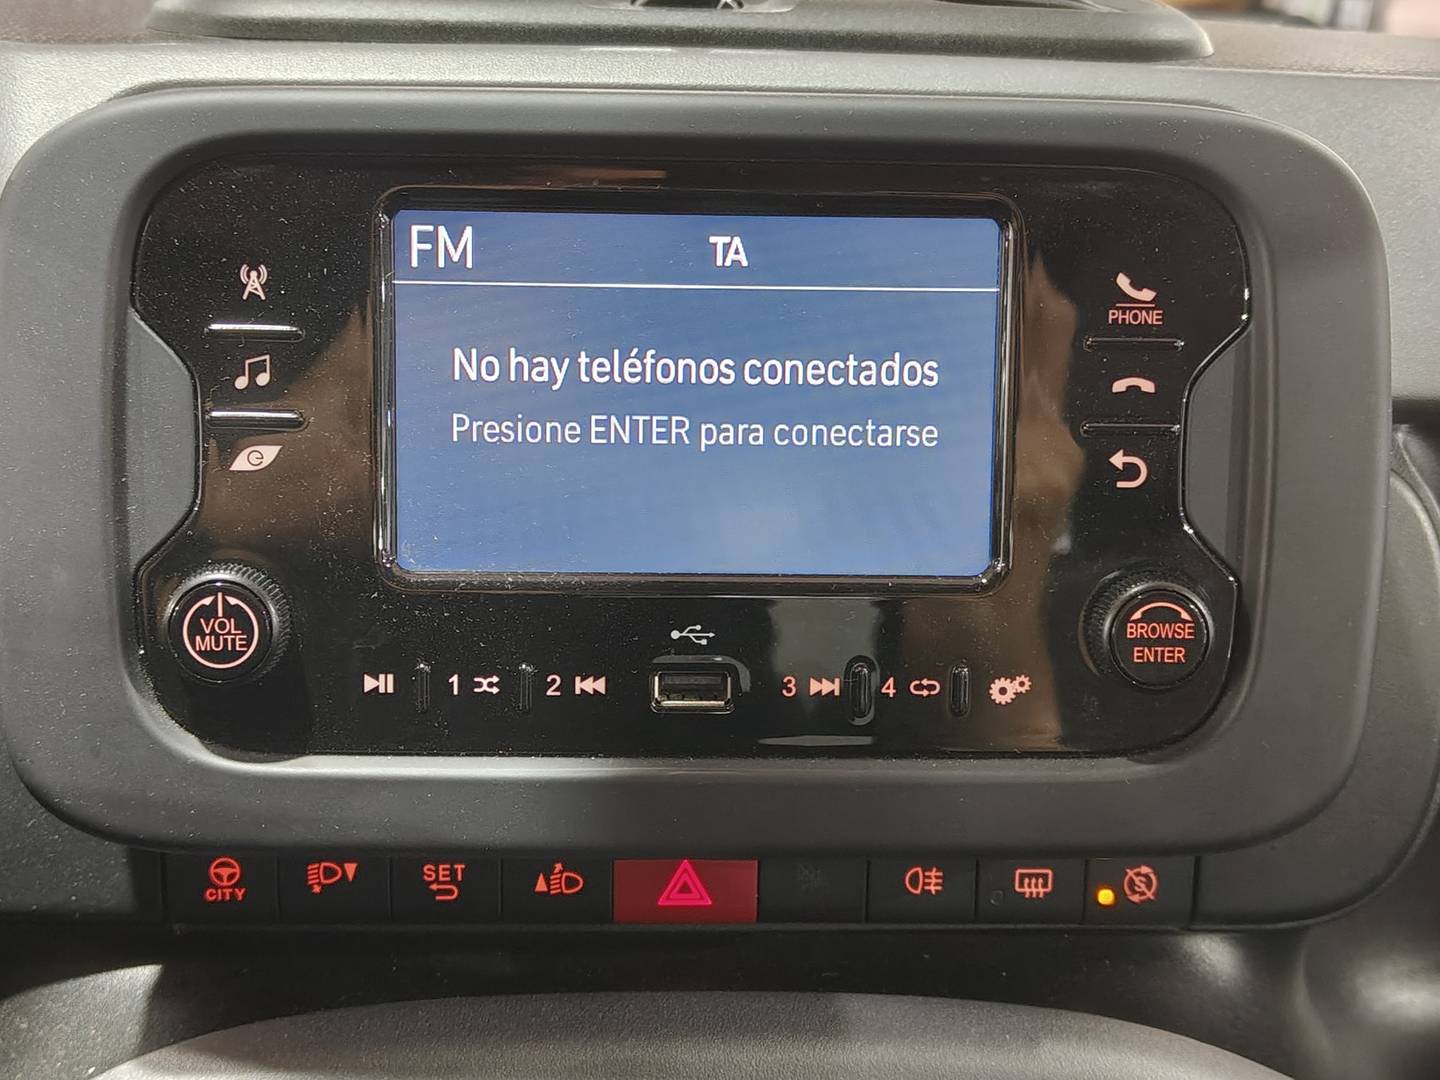 FM TA
No hay teléfonos conectados
Presione ENTER para conectarse
PHONE
VOL
MUTE
BROWSE
ENTER
1 2 3 4
CITY
SET